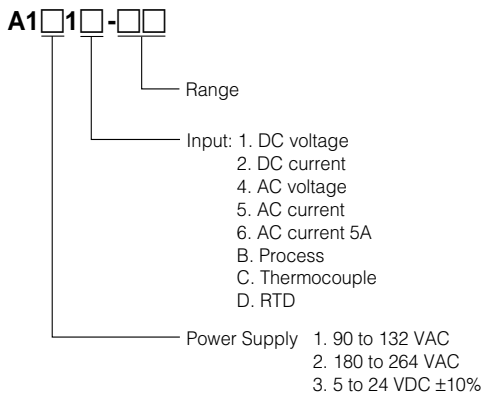 A1□1□-□□
Range
Input: 1. DC voltage
2. DC current
4. AC voltage
5. AC current
6. AC current 5A
B. Process
C. Thermocouple
D. RTD
Power Supply 1. 90 to 132 VAC
2. 180 to 264 VAC
3. 5 to 24 VDC ±10%